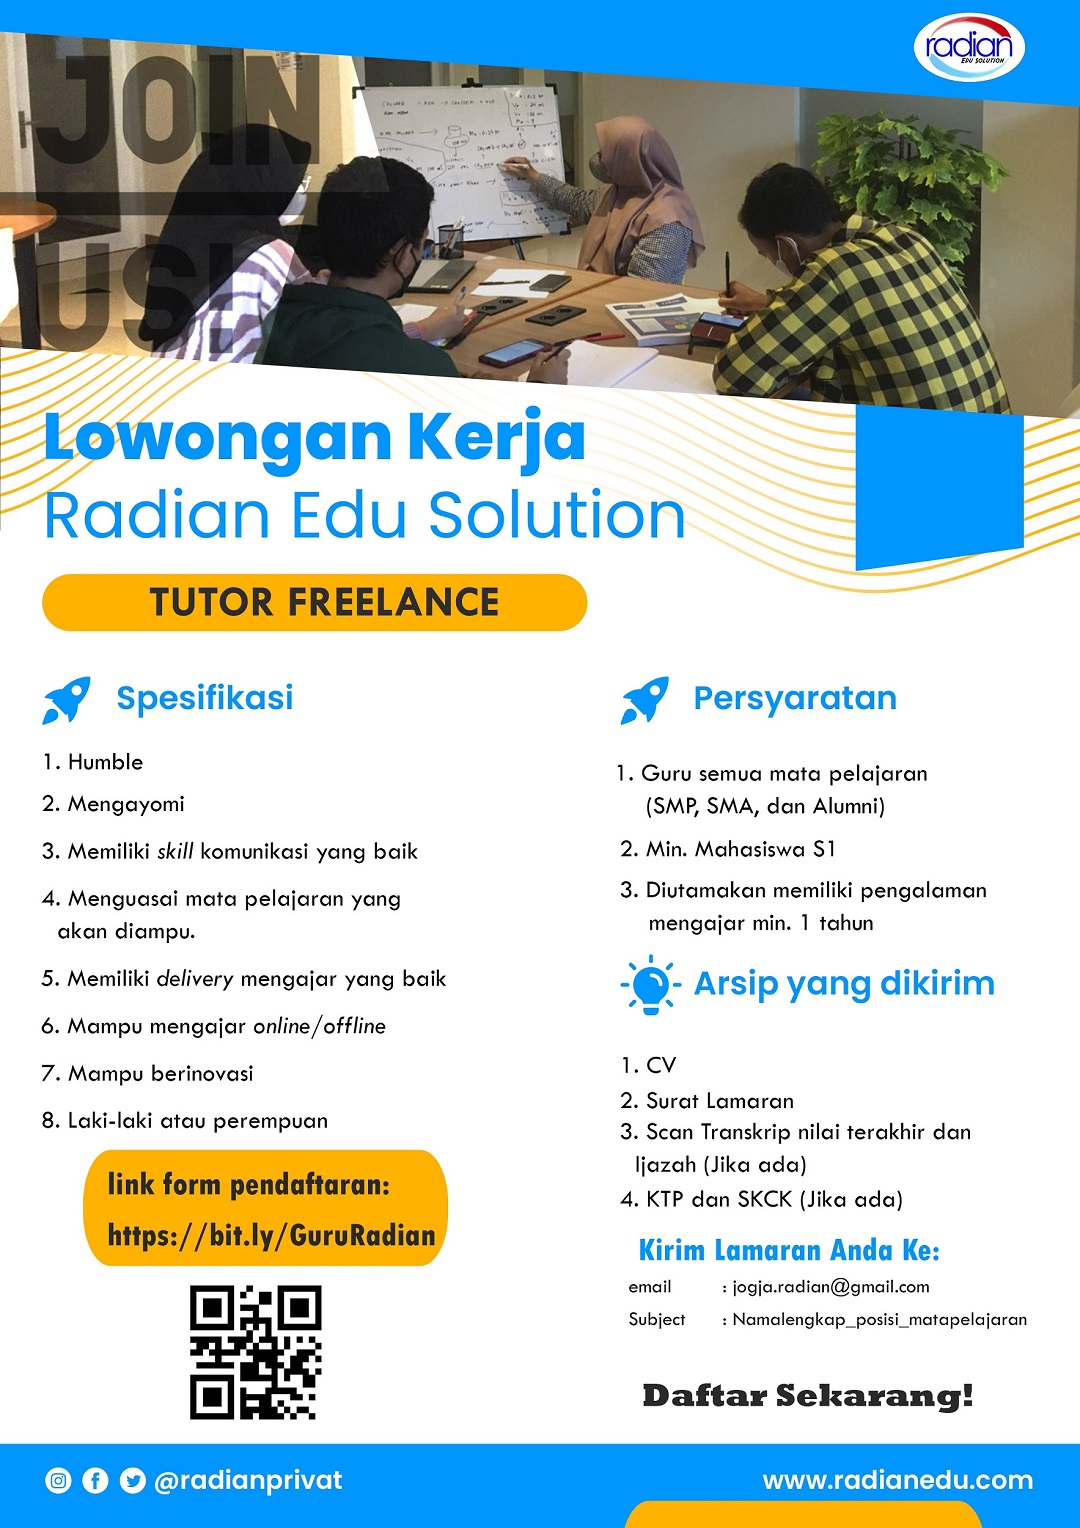 radian
EDU SOLUTION
JOIN
US!
Lowongan Kerja
Radian Edu Solution
TUTOR FREELANCE
Spesifikasi
1. Humble
2. Mengayomi
3. Memiliki skill komunikasi yang baik
4. Menguasai mata pelajaran yang
akan diampu.
5. Memiliki delivery mengajar yang baik
6. Mampu mengajar online/offline
7. Mampu berinovasi
8. Laki-laki atau perempuan
link form pendaftaran:
https://bit.ly/GuruRadian
Persyaratan
1. Guru semua mata pelajaran
(SMP, SMA, dan Alumni)
2. Min. Mahasiswa S1
3. Diutamakan memiliki pengalaman
mengajar min. 1 tahun
Arsip yang dikirim
1. CV
2. Surat Lamaran
3. Scan Transkrip nilai terakhir dan
Ijazah (Jika ada)
4. KTP dan SKCK (Jika ada)
Kirim Lamaran Anda Ke:
email : jogja.radian@gmail.com
Subject : Namalengkap_posisi_matapelajaran
Daftar Sekarang!
@radianprivat
www.radianedu.com